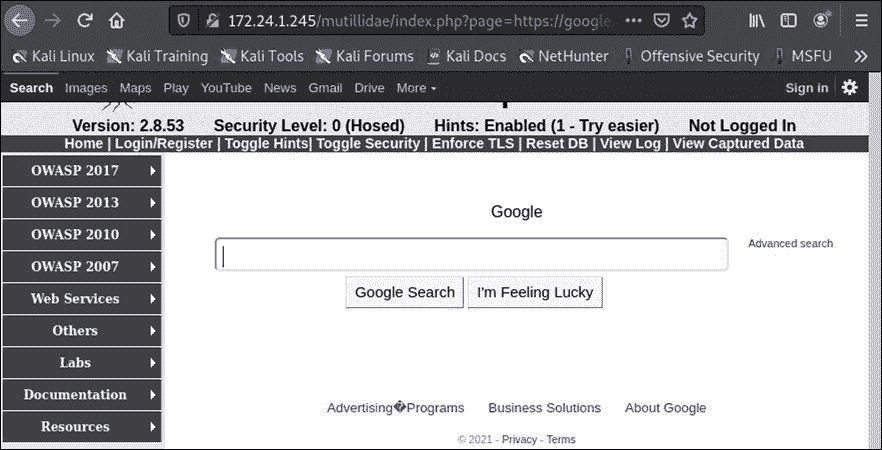 172.24.1.245/mutillidae/index.php?page=https://google.
Kali Linux Kali Training Kali Tools Kali Forums Kali Docs NetHunter Offensive Security MSFU
Search Images Maps Play YouTube News Gmail Drive More Sign in
Version: 2.8.53 Security Level: 0 (Hosed) Hints: Enabled (1 - Try easier) Not Logged In
Home | Login/Register | Toggle Hints| Toggle Security | Enforce TLS | Reset DB | View Log | View Captured Data
OWASP 2017
OWASP 2013
OWASP 2010
OWASP 2007
Web Services
Others
Labs
Documentation
Resources
Google
Advanced search
Google Search I'm Feeling Lucky
Advertising�Programs Business Solutions About Google
© 2021 - Privacy - Terms